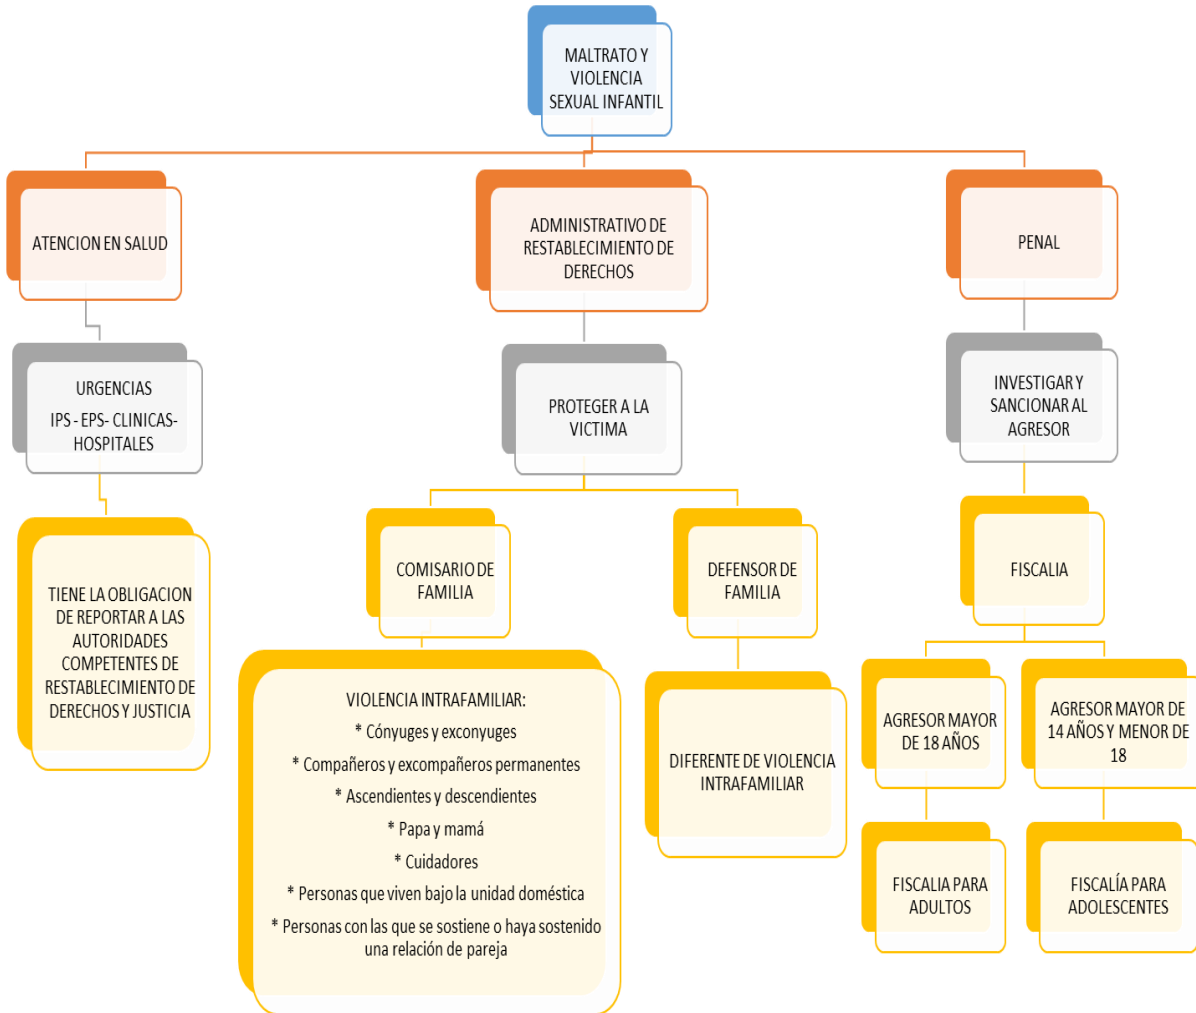 MALTRATO Y
VIOLENCIA
SEXUAL INFANTIL
ATENCION EN SALUD
ADMINISTRATIVO DE
RESTABLECIMIENTO DE
DERECHOS
PENAL
URGENCIAS
IPS - EPS- CLINICAS-
HOSPITALES
PROTEGER A LA
VICTIMA
INVESTIGAR Y
SANCIONAR AL
AGRESOR
TIENE LA OBLIGACION
DE REPORTAR A LAS
AUTORIDADES
COMPETENTES DE
RESTABLECIMIENTO DE
DERECHOS Y JUSTICIA
COMISARIO DE
FAMILIA
DEFENSOR DE
FAMILIA
FISCALIA
VIOLENCIA INTRAFAMILIAR:
* Cónyuges y exconyuges
* Compañeros y excompañeros permanentes
* Ascendientes y descendientes
* Papa y mamá
* Cuidadores
* Personas que viven bajo la unidad doméstica
* Personas con las que se sostiene o haya sostenido
una relación de pareja
DIFERENTE DE VIOLENCIA
INTRAFAMILIAR
AGRESOR MAYOR
DE 18 AÑOS
AGRESOR MAYOR DE
14 AÑOS Y MENOR DE
18
FISCALIA PARA
ADULTOS
FISCALÍA PARA
ADOLESCENTES